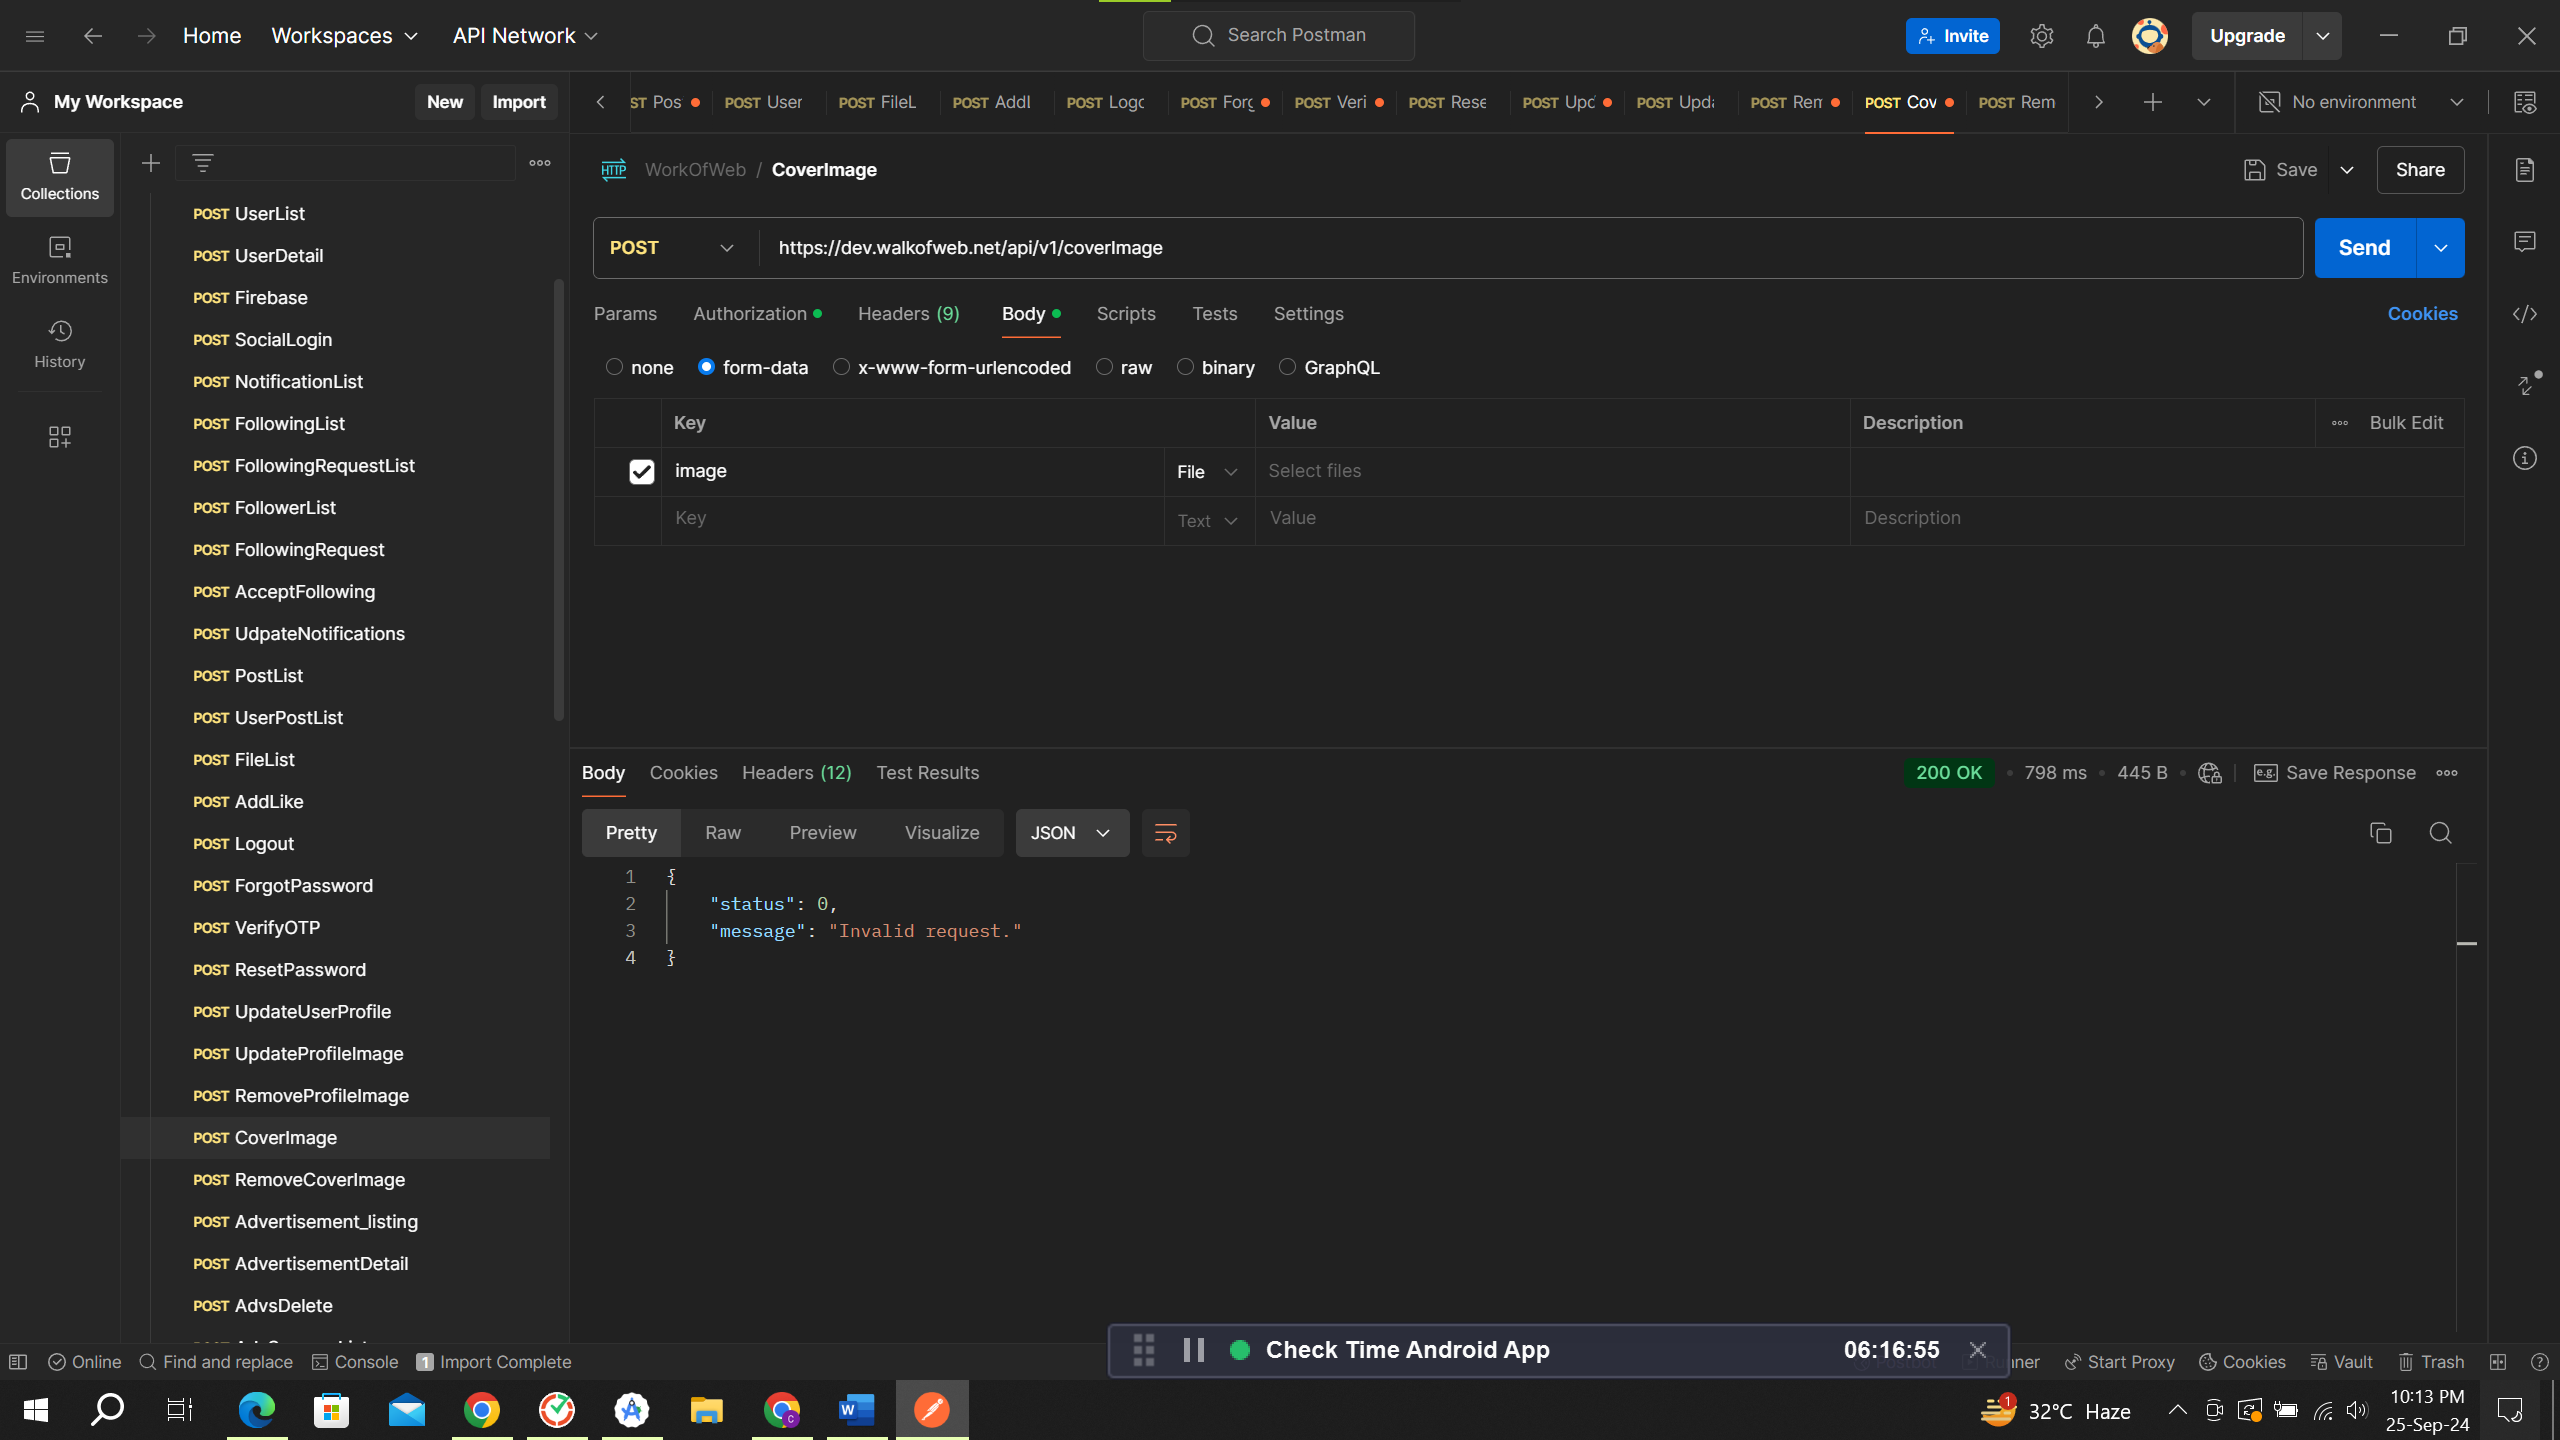 Home Workspaces API Network Search Postman Invite Upgrade
My Workspace New Import
ST Pos POST User POST FileL POST AddI POST Logc POST Forg POST Veri POST Rese POST Upc POST Upda POST Rem POST Cov POST Rem No environment
Collections
Environments
History
POST UserList
POST UserDetail
POST Firebase
POST SocialLogin
POST NotificationList
POST FollowingList
POST FollowingRequestList
POST FollowerList
POST FollowingRequest
POST AcceptFollowing
POST UdpateNotifications
POST PostList
POST UserPostList
POST FileList
POST AddLike
POST Logout
POST ForgotPassword
POST VerifyOTP
POST ResetPassword
POST UpdateUserProfile
POST UpdateProfileImage
POST RemoveProfileImage
POST CoverImage
POST RemoveCoverImage
POST Advertisement_listing
POST AdvertisementDetail
POST AdvsDelete
HTTP WorkOfWeb / CoverImage Save Share
POST https://dev.walkofweb.net/api/v1/coverImage Send
Params Authorization Headers (9) Body Scripts Tests Settings Cookies
none form-data x-www-form-urlencoded raw binary GraphQL
Key Value Description Bulk Edit
image File Select files
Key Text Value Description
Body Cookies Headers (12) Test Results 200 OK 798 ms 445 B e.g. Save Response
Pretty Raw Preview Visualize JSON
1 {
2 "status": 0,
3 "message": "Invalid request."
4 }
Check Time Android App 06:16:55
Online Find and replace Console 1 Import Complete Start Proxy Cookies Vault Trash
1 32°C Haze 10:13 PM
25-Sep-24